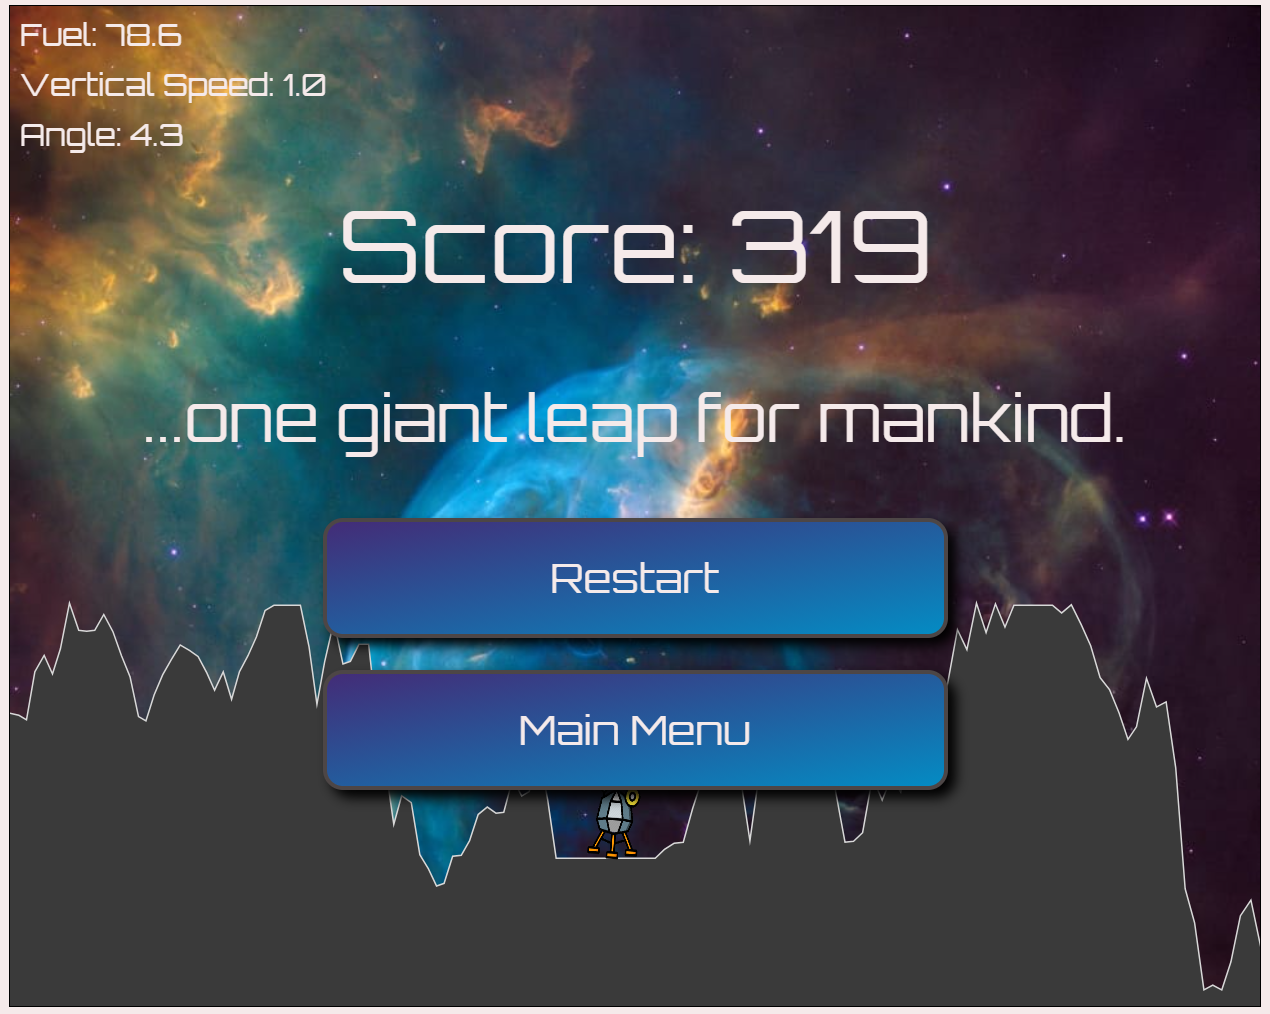 Fuel: 78.6
Vertical Speed: 1.0
Angle: 4.3
Score: 319
...one giant leap for mankind.
Restart
Main Menu